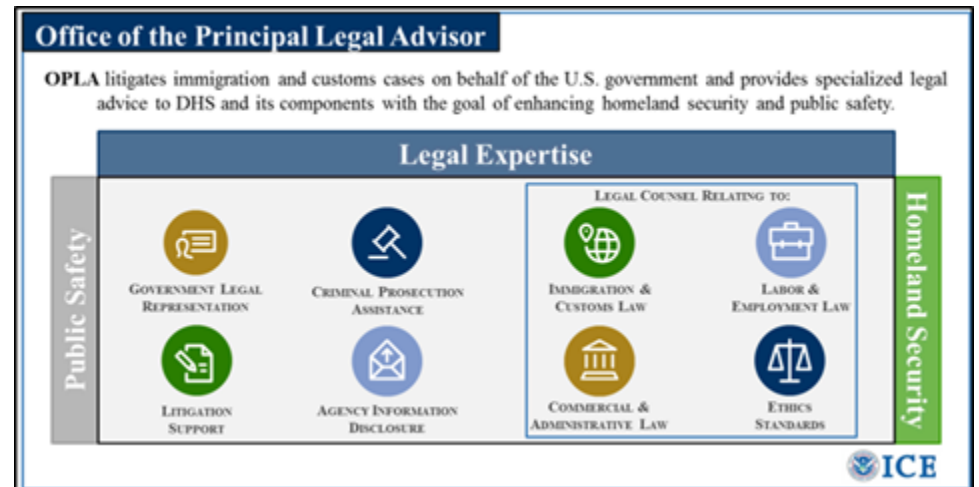 Office of the Principal Legal Advisor
OPLA litigates immigration and customs cases on behalf of the U.S. government and provides specialized legal
advice to DHS and its components with the goal of enhancing homeland security and public safety.
Legal Expertise
Public Safety
GOVERNMENT LEGAL
REPRESENTATION
CRIMINAL PROSECUTION
ASSISTANCE
LITIGATION
SUPPORT
AGENCY INFORMATION
DISCLOSURE
LEGAL COUNSEL RELATING TO:
IMMIGRATION &
CUSTOMS LAW
LABOR &
EMPLOYMENT LAW
COMMERCIAL &
ADMINISTRATIVE LAW
ETHICS
STANDARDS
Homeland Security
ICE